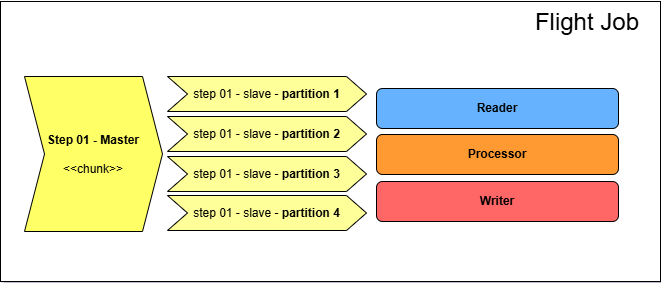 Flight Job
Step 01 - Master
<<chunk>>
step 01 - slave - partition 1
step 01 - slave - partition 2
step 01 - slave - partition 3
step 01 - slave - partition 4
Reader
Processor
Writer